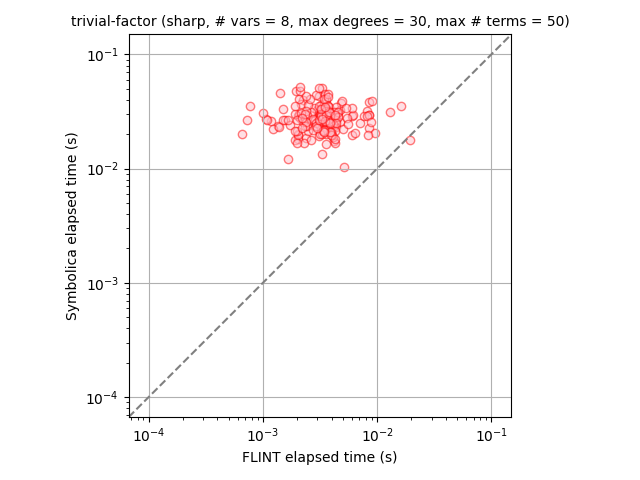 trivial-factor (sharp, # vars = 8, max degrees = 30, max # terms = 50)
10⁻¹
10⁻²
10⁻³
10⁻⁴
Symbolica elapsed time (s)
10⁻⁴ 10⁻³ 10⁻² 10⁻¹
FLINT elapsed time (s)